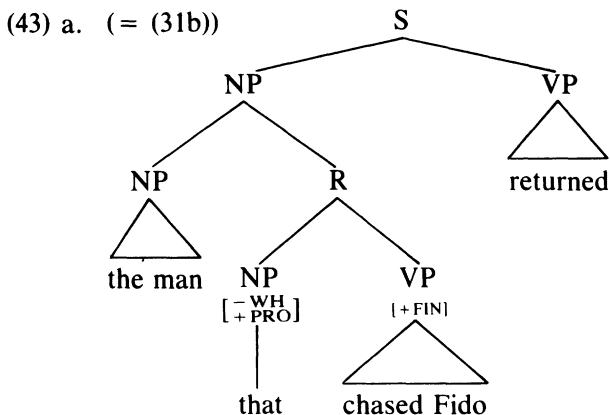 (43) a. (= (31b))
S
NP VP
NP R returned
the man NP VP
[−WH +PRO] [+FIN]
that chased Fido